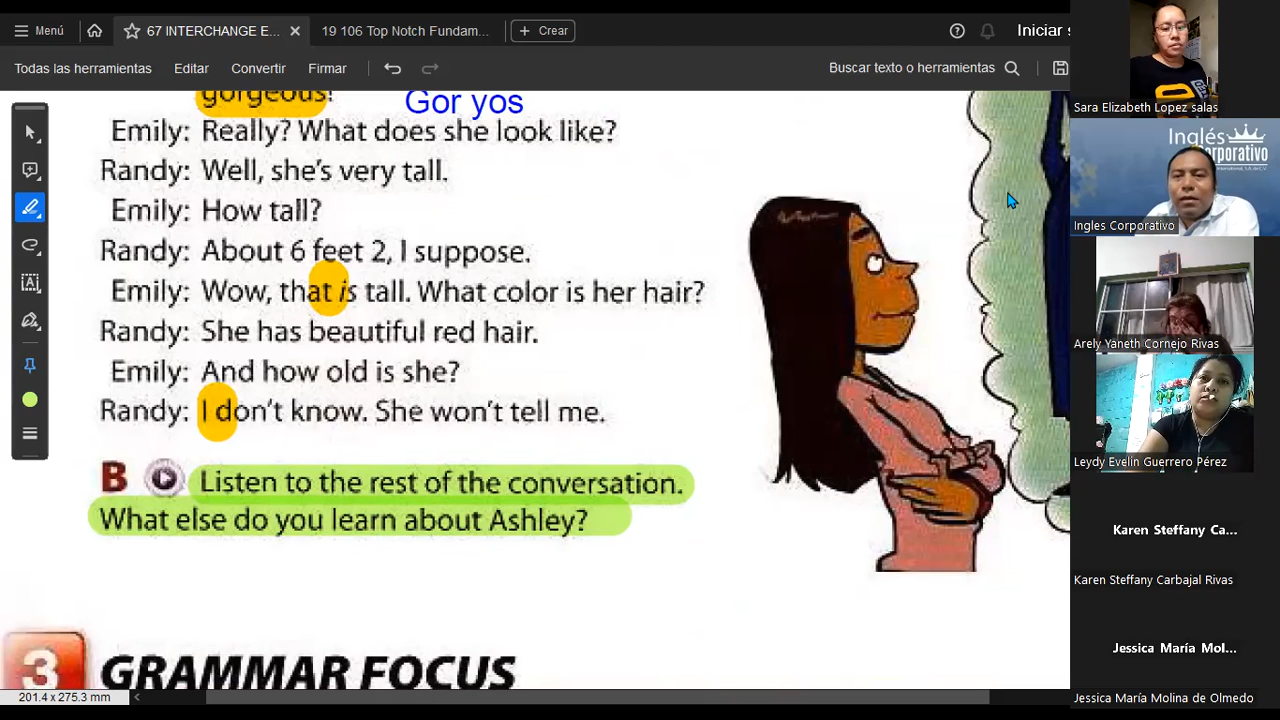 Menú
67 INTERCHANGE E...
19 106 Top Notch Fundam...
Crear
Iniciar s
Todas las herramientas
Editar
Convertir
Firmar
Buscar texto o herramientas
gorgeous! Gor yos
Emily: Really? What does she look like?
Randy: Well, she's very tall.
Emily: How tall?
Randy: About 6 feet 2, I suppose.
Emily: Wow, that is tall. What color is her hair?
Randy: She has beautiful red hair.
Emily: And how old is she?
Randy: I don't know. She won't tell me.
B Listen to the rest of the conversation.
What else do you learn about Ashley?
3 GRAMMAR FOCUS
201.4 x 275.3 mm
Sara Elizabeth Lopez salas
Inglés
Corporativo
Ingles Corporativo
Arely Yaneth Cornejo Rivas
Leydy Evelin Guerrero Pérez
Karen Steffany Ca...
Karen Steffany Carbajal Rivas
Jessica María Mol...
Jessica María Molina de Olmedo